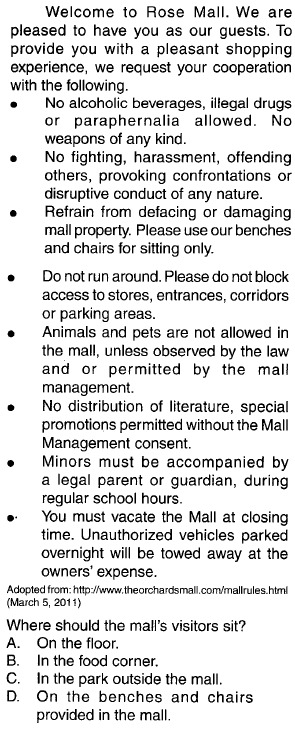 Welcome to Rose Mall. We are
pleased to have you as our guests. To
provide you with a pleasant shopping
experience, we request your cooperation
with the following.
• No alcoholic beverages, illegal drugs
or paraphernalia allowed. No
weapons of any kind.
• No fighting, harassment, offending
others, provoking confrontations or
disruptive conduct of any nature.
• Refrain from defacing or damaging
mall property. Please use our benches
and chairs for sitting only.
• Do not run around. Please do not block
access to stores, entrances, corridors
or parking areas.
• Animals and pets are not allowed in
the mall, unless observed by the law
and or permitted by the mall
management.
• No distribution of literature, special
promotions permitted without the Mall
Management consent.
• Minors must be accompanied by
a legal parent or guardian, during
regular school hours.
• You must vacate the Mall at closing
time. Unauthorized vehicles parked
overnight will be towed away at the
owners' expense.
Adopted from: http://www.theorchardsmall.com/mallrules.html
(March 5, 2011)
Where should the mall's visitors sit?
A. On the floor.
B. In the food corner.
C. In the park outside the mall.
D. On the benches and chairs
provided in the mall.